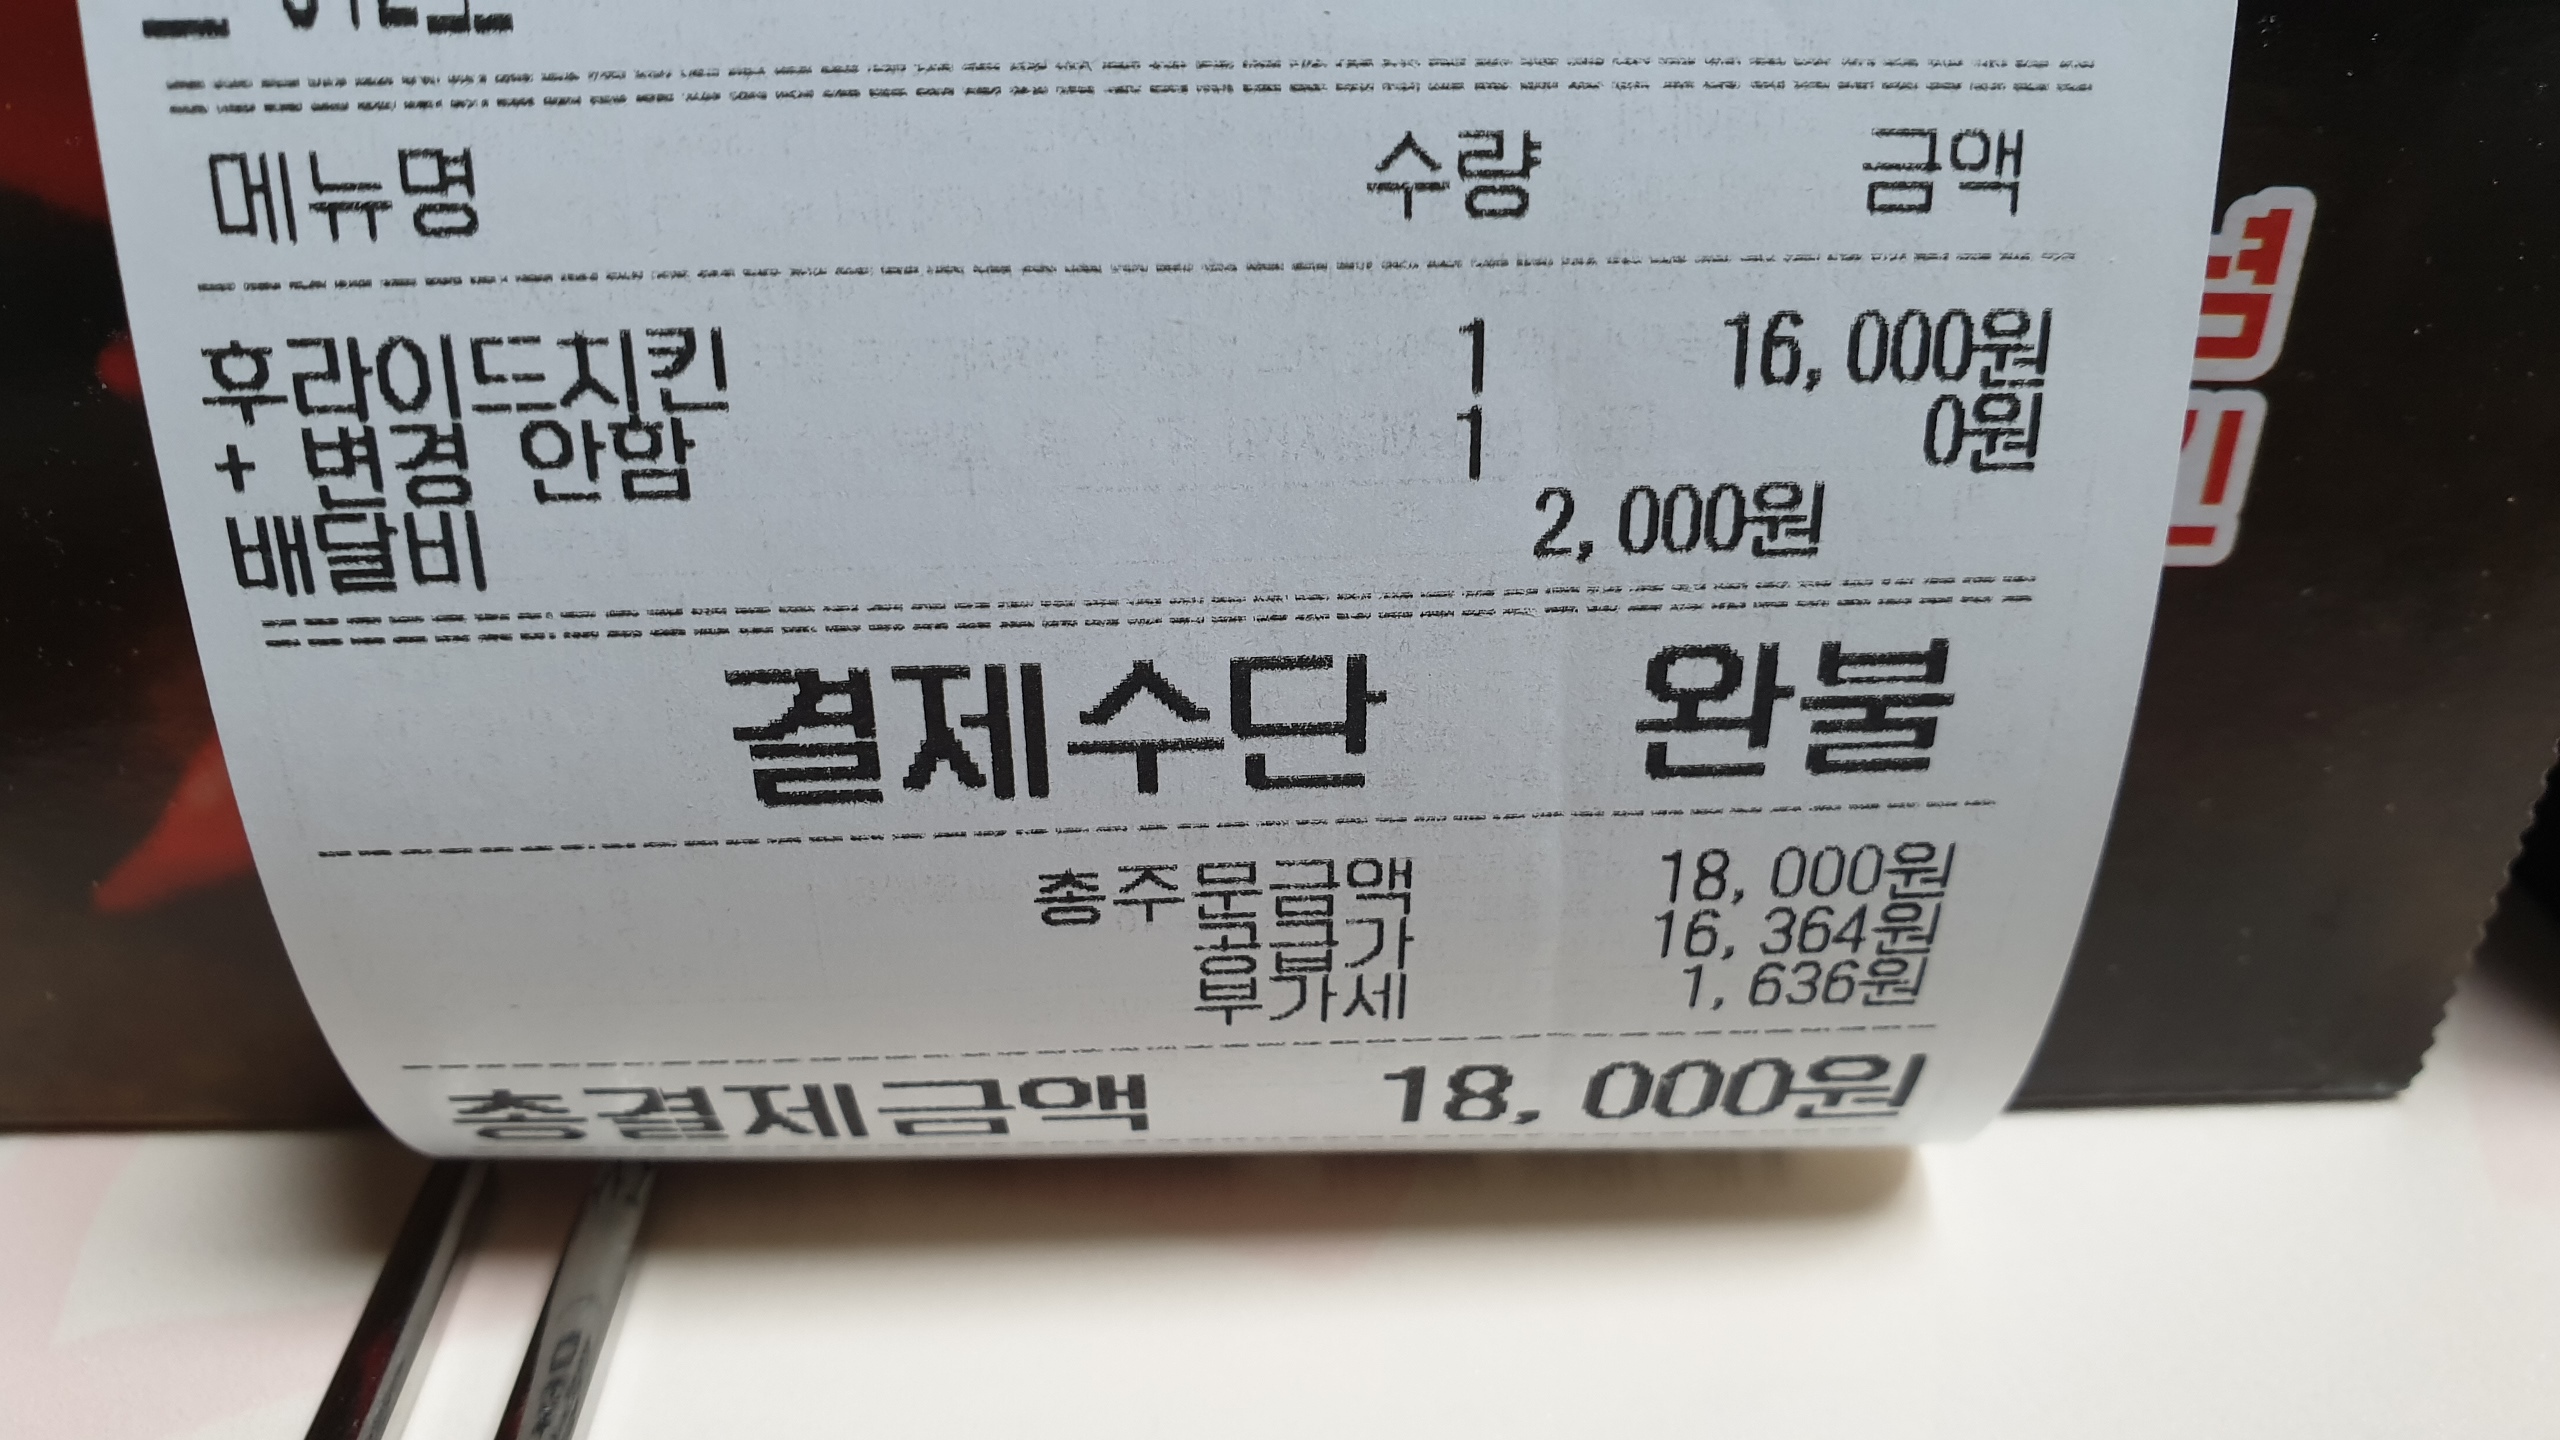 메뉴명 수량 금액
후라이드치킨 1 16,000원
+ 변경 안함 1 0원
배달비 2,000원
결제수단 완불
총주문금액 18,000원
공급가 16,364원
부가세 1,636원
총결제금액 18,000원